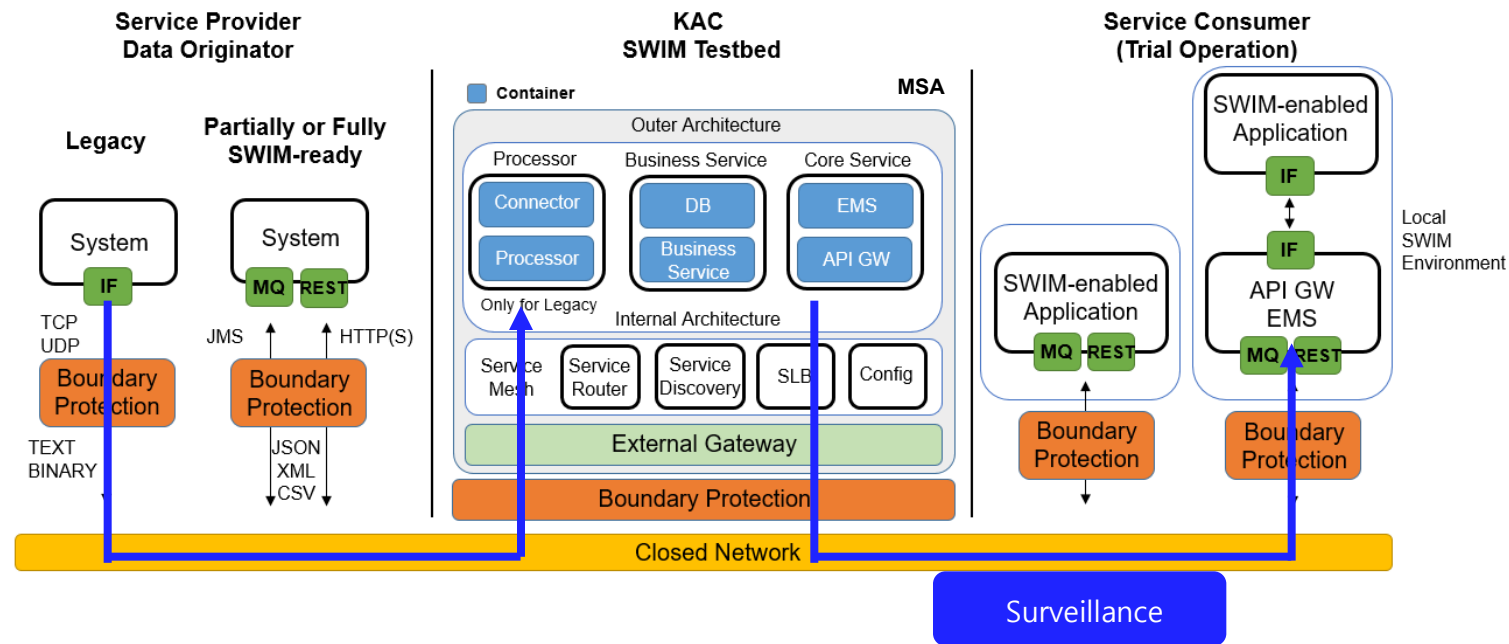 Service Provider
Data Originator
KAC
SWIM Testbed
Service Consumer
(Trial Operation)
Legacy
Partially or Fully
SWIM-ready
System
IF
TCP
UDP
Boundary
Protection
TEXT
BINARY
System
MQ
REST
JMS
HTTP(S)
Boundary
Protection
JSON
XML
CSV
Container
MSA
Outer Architecture
Processor
Business Service
Core Service
Connector
Processor
DB
Business
Service
EMS
API GW
Only for Legacy
Internal Architecture
Service
Mesh
Service
Router
Service
Discovery
SLB
Config
External Gateway
Boundary Protection
SWIM-enabled
Application
MQ
REST
Boundary
Protection
SWIM-enabled
Application
IF
IF
API GW
EMS
MQ
REST
Boundary
Protection
Local
SWIM
Environment
Closed Network
Surveillance